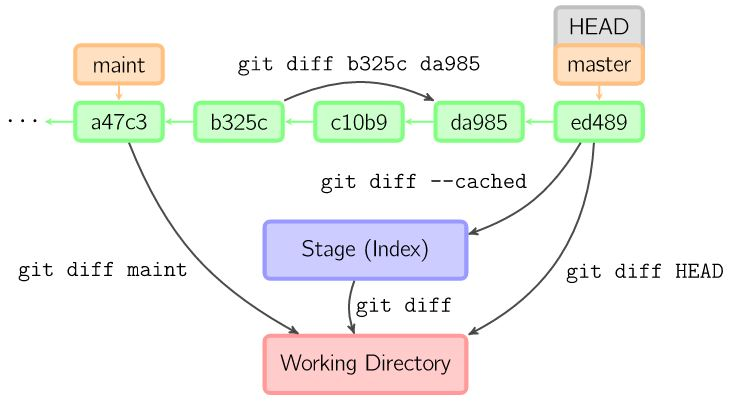 HEAD
maint
git diff b325c da985
master
...
a47c3
b325c
c10b9
da985
ed489
git diff --cached
Stage (Index)
git diff maint
git diff HEAD
git diff
Working Directory